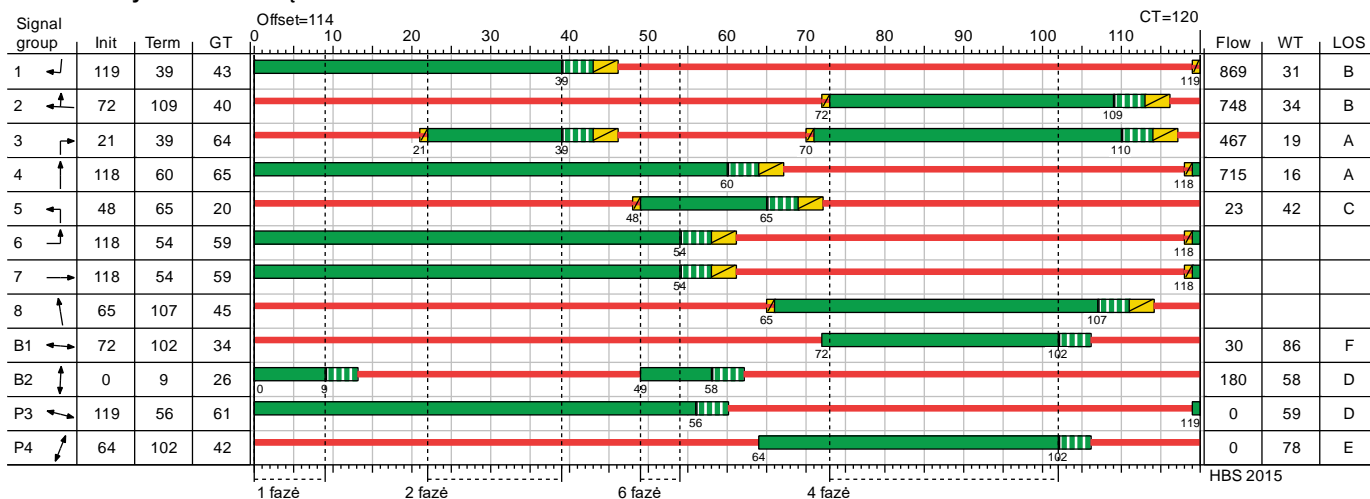 Offset=114 CT=120
Signal group Init Term GT 0 10 20 30 40 50 60 70 80 90 100 110 Flow WT LOS
1 119 39 43 39 119 869 31 B
2 72 109 40 72 109 748 34 B
3 21 39 64 21 39 70 110 467 19 A
4 118 60 65 60 118 715 16 A
5 48 65 20 48 65 23 42 C
6 118 54 59 54 118
7 118 54 59 54 118
8 65 107 45 65 107
B1 72 102 34 72 102 30 86 F
B2 0 9 26 0 9 49 58 180 58 D
P3 119 56 61 56 119 0 59 D
P4 64 102 42 64 102 0 78 E
HBS 2015
1 fazė 2 fazė 6 fazė 4 fazė